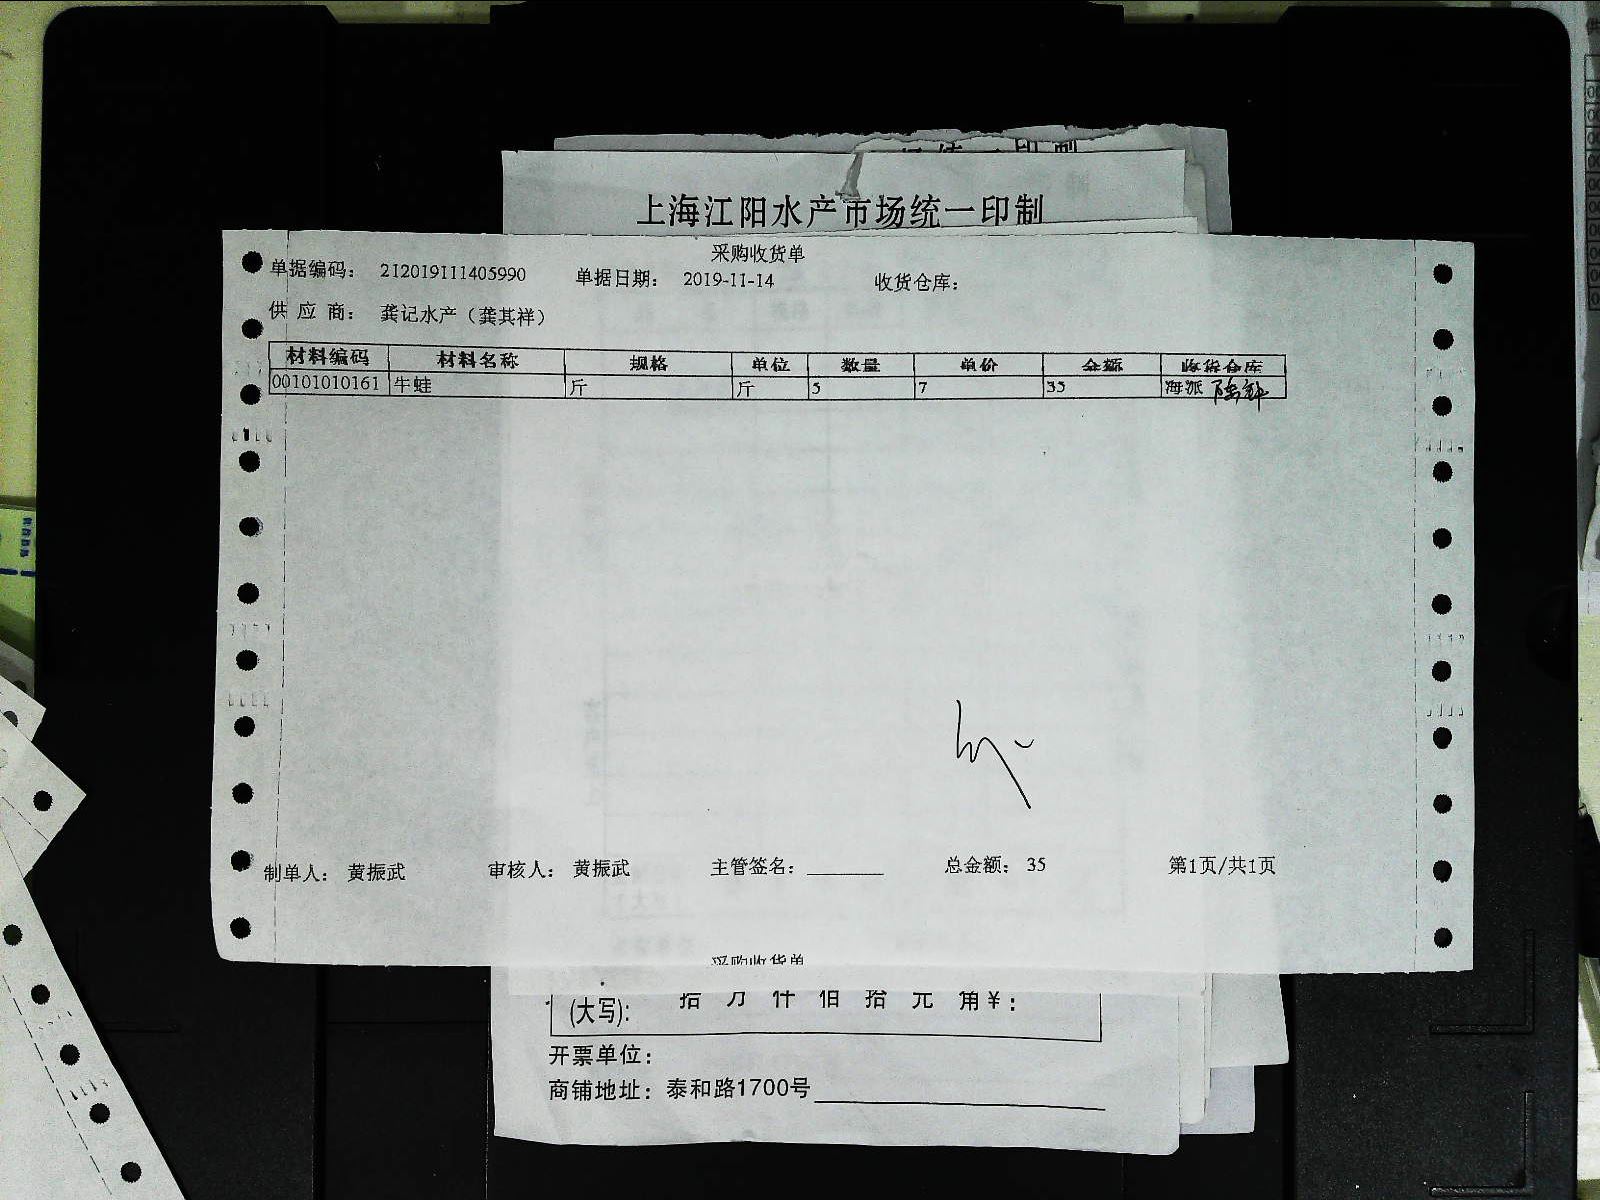 上海江阳水产市场统一印制
采购收货单
单据编码： 212019111405990 单据日期： 2019-11-14 收货仓库：
供 应 商： 龚记水产（龚其祥）
材料编码 材料名称 规格 单位 数量 单价 金额 收货仓库
00101010161 牛蛙 斤 斤 5 7 35 海派
制单人： 黄振武 审核人： 黄振武 主管签名： 总金额： 35 第1页/共1页
采购收货单
(大写)： 拾 万 仟 佰 拾 元 角 ¥：
开票单位：
商铺地址：泰和路1700号